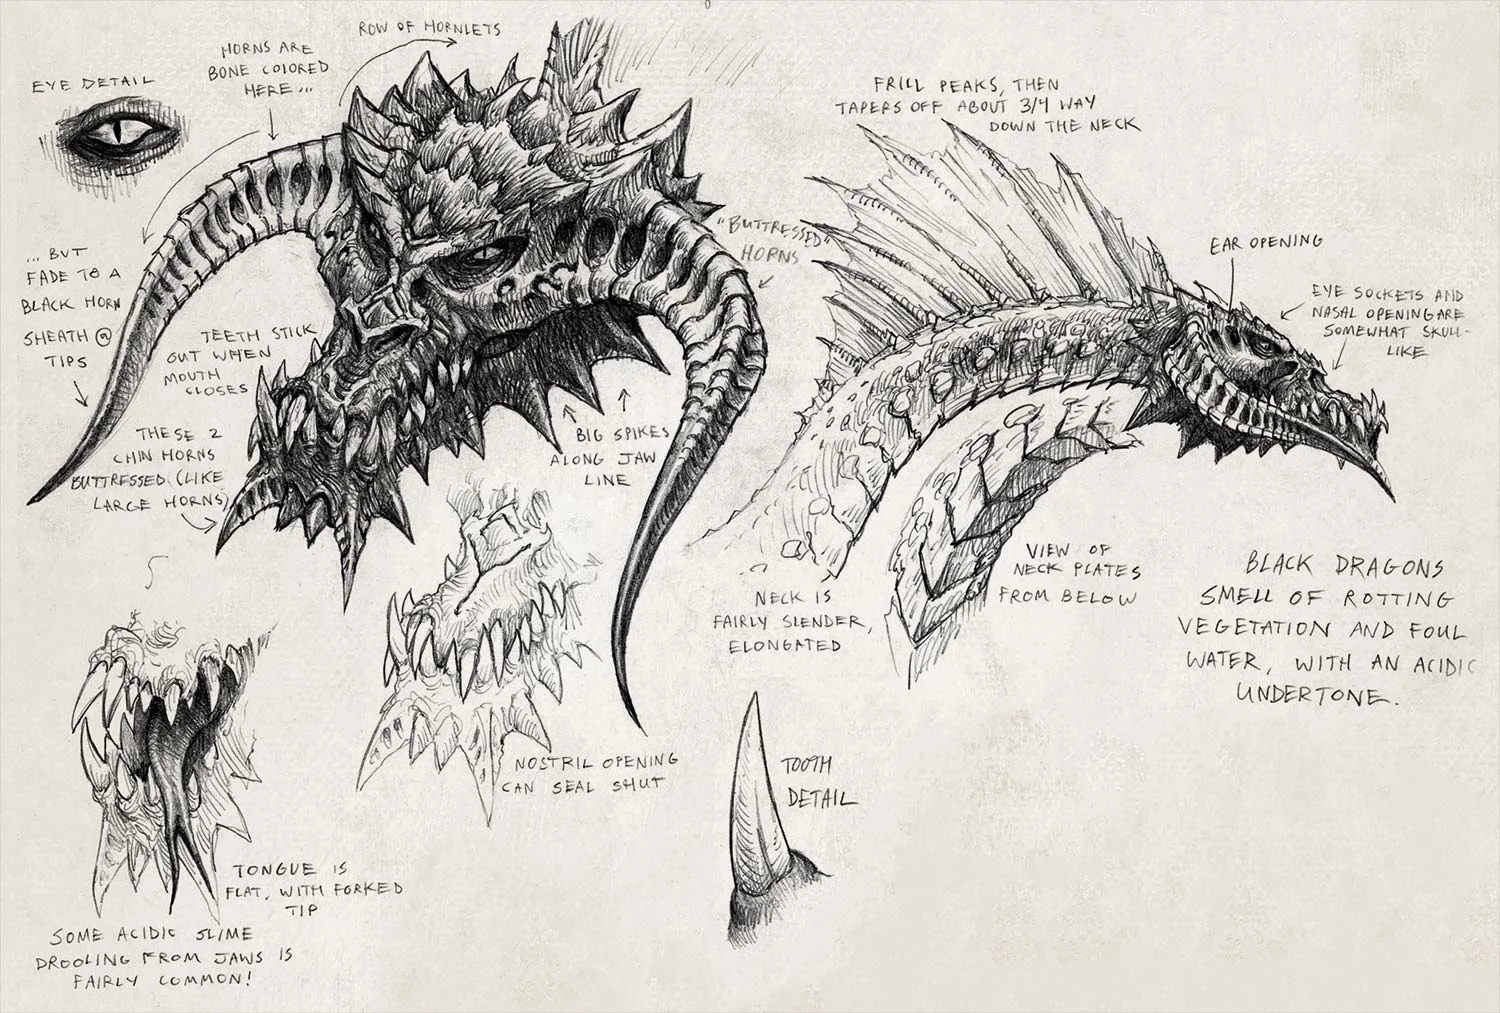 EYE DETAIL
HORNS ARE
BONE COLORED
HERE...
ROW OF HORNLETS
... BUT
FADE TO A
BLACK HORN
SHEATH @
TIPS
TEETH STICK
OUT WHEN
MOUTH
CLOSES
THESE 2
CHIN HORNS
BUTTRESSED (LIKE
LARGE HORNS)
"BUTTRESSED"
HORNS
BIG SPIKES
ALONG JAW
LINE
FRILL PEAKS, THEN
TAPERS OFF ABOUT 3/4 WAY
DOWN THE NECK
EAR OPENING
EYE SOCKETS AND
NASAL OPENING ARE
SOMEWHAT SKULL-
LIKE
NECK IS
FAIRLY SLENDER,
ELONGATED
VIEW OF
NECK PLATES
FROM BELOW
BLACK DRAGONS
SMELL OF ROTTING
VEGETATION AND FOUL
WATER, WITH AN ACIDIC
UNDERTONE.
NOSTRIL OPENING
CAN SEAL SHUT
TOOTH
DETAIL
TONGUE IS
FLAT, WITH FORKED
TIP
SOME ACIDIC SLIME
DROOLING FROM JAWS IS
FAIRLY COMMON!